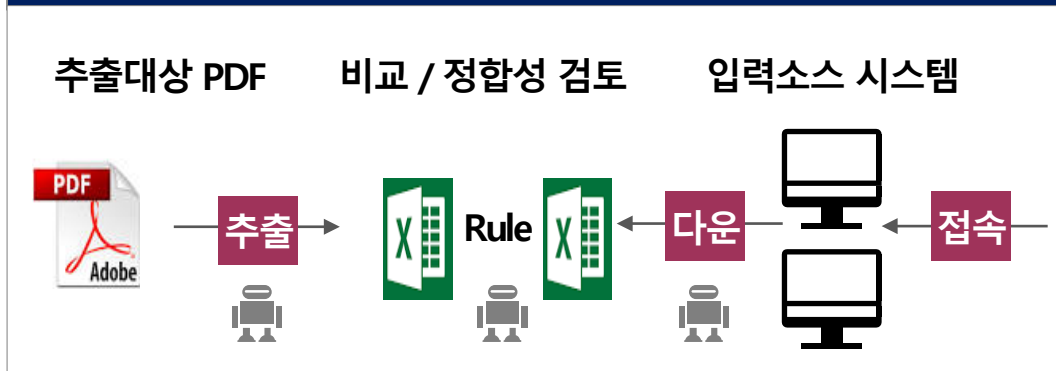 추출대상 PDF
비교 / 정합성 검토
입력소스 시스템
PDF
Adobe
추출
X
Rule
X
다운
접속